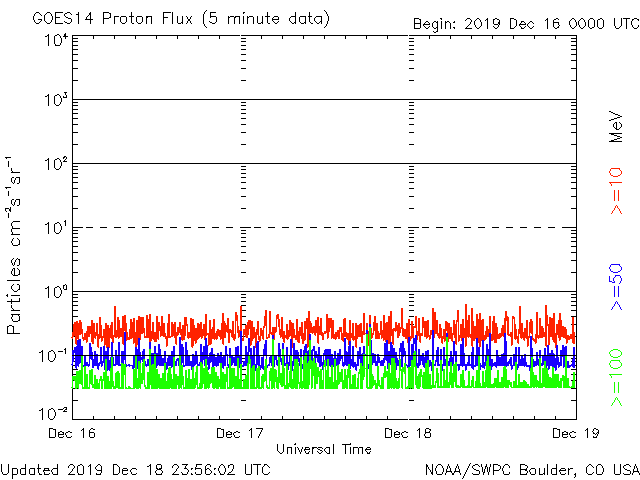 GOES14 Proton Flux (5 minute data)
Begin: 2019 Dec 16 0000 UTC
Particles cm⁻²s⁻¹sr⁻¹
10⁴
10³
10²
10¹
10⁰
10⁻¹
10⁻²
Dec 16 Dec 17 Dec 18 Dec 19
Universal Time
MeV
>=10
>=50
>=100
Updated 2019 Dec 18 23:56:02 UTC
NOAA/SWPC Boulder, CO USA